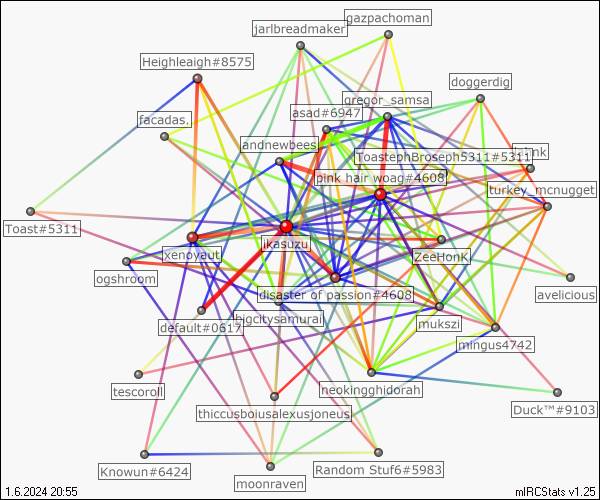 gazpachoman
jarlbreadmaker
Heighleaigh#8575
doggerdig
gregor_samsa
asad#6947
facadas.
andnewbees
ToastephBroseph5311#5311
pink hair woag#4608
turkey_mcnugget
Toast#5311
ikasuzu
xenoyeut
ZeeHonk
ogshroom
disaster of passion#4608
avelicious
bigcitysamurai
default#0617
mukszi
mingus4742
tescoroll
neokingghidorah
thiccusboiusalexusjoneus
Duck™#9103
Knowun#6424
Random Stuf6#5983
moonraven
1.6.2024 20:55
mIRCStats v1.25